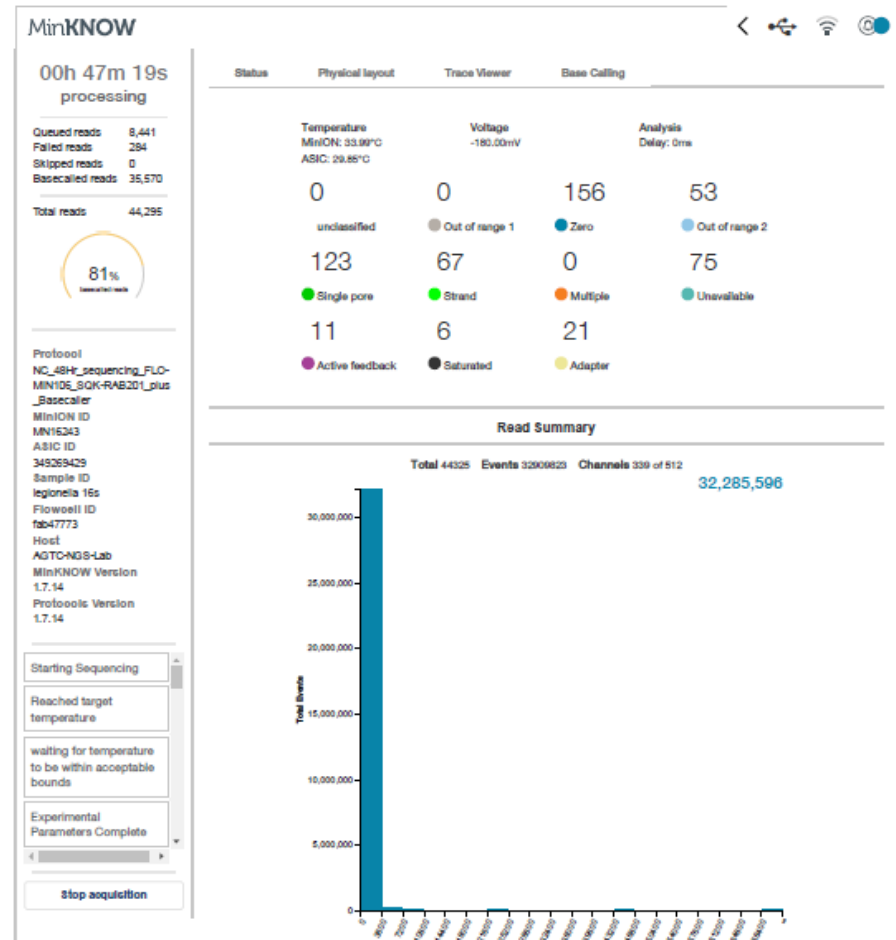 MinKNOW
00h 47m 19s
processing
Queued reads 8,441
Failed reads 284
Skipped reads 0
Basecalled reads 35,570
Total reads 44,295
81%
basecalled reads
Protocol
NC_48Hr_sequencing_FLO-
MIN106_SQK-RAB201_plus
_Basecaller
MinION ID
MN16243
ASIC ID
349269429
Sample ID
legionella 16s
Flowcell ID
fab47773
Host
AGTC-NGS-Lab
MinKNOW Version
1.7.14
Protocols Version
1.7.14
Starting Sequencing
Reached target
temperature
waiting for temperature
to be within acceptable
bounds
Experimental
Parameters Complete
Stop acquisition
Status Physical layout Trace Viewer Base Calling
Temperature Voltage Analysis
MinION: 33.99°C -180.00mV Delay: 0ms
ASIC: 29.85°C
0 0 156 53
unclassified Out of range 1 Zero Out of range 2
123 67 0 75
Single pore Strand Multiple Unavailable
11 6 21
Active feedback Saturated Adapter
Read Summary
Total 44325 Events 32909823 Channels 339 of 512
32,285,596
30,000,000
25,000,000
20,000,000
Total Events
15,000,000
10,000,000
5,000,000
0
0 3600 7200